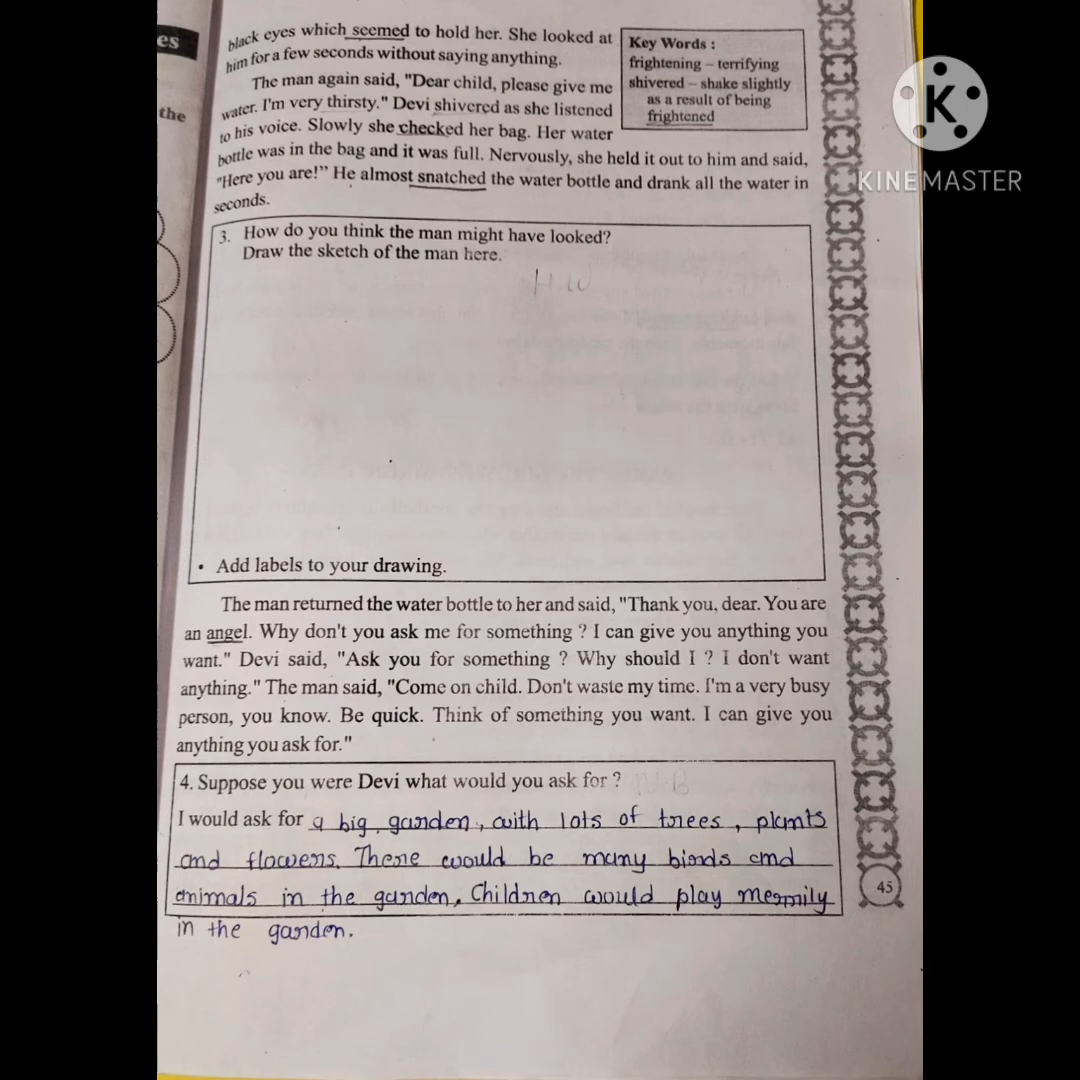 es
the
black eyes which seemed to hold her. She looked at
him for a few seconds without saying anything.
The man again said, "Dear child, please give me
water. I'm very thirsty." Devi shivered as she listened
to his voice. Slowly she checked her bag. Her water
bottle was in the bag and it was full. Nervously, she held it out to him and said,
"Here you are!" He almost snatched the water bottle and drank all the water in
seconds.
Key Words :
frightening – terrifying
shivered – shake slightly
as a result of being
frightened
K
KINEMASTER
3. How do you think the man might have looked?
Draw the sketch of the man here.
H.W
• Add labels to your drawing.
The man returned the water bottle to her and said, "Thank you, dear. You are
an angel. Why don't you ask me for something ? I can give you anything you
want." Devi said, "Ask you for something ? Why should I ? I don't want
anything." The man said, "Come on child. Don't waste my time. I'm a very busy
person, you know. Be quick. Think of something you want. I can give you
anything you ask for."
4. Suppose you were Devi what would you ask for ?
I would ask for a big garden, with lots of trees, plants
and flowers. There would be many birds and
animals in the garden. Children would play merrily
in the garden.
45